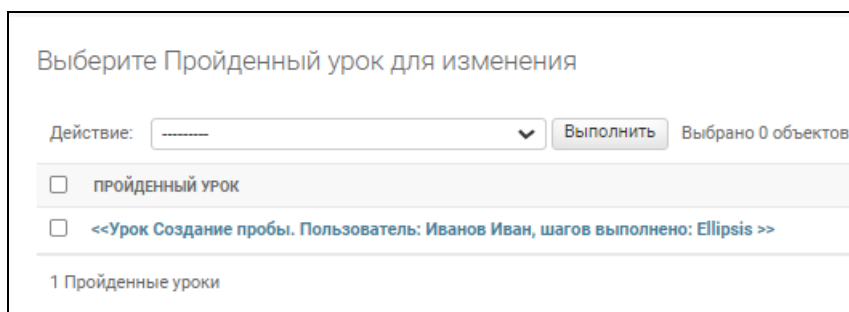 Выберите Пройденный урок для изменения
Действие: --------- Выполнить Выбрано 0 объектов
ПРОЙДЕННЫЙ УРОК
<<Урок Создание пробы. Пользователь: Иванов Иван, шагов выполнено: Ellipsis >>
1 Пройденные уроки